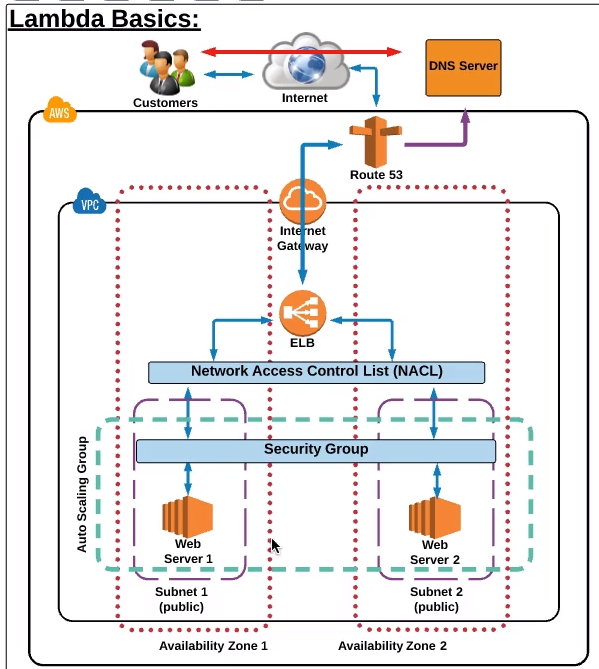 Lambda Basics:
Customers
Internet
DNS Server
AWS
Route 53
VPC
Internet
Gateway
ELB
Network Access Control List (NACL)
Security Group
Auto Scaling Group
Web
Server 1
Web
Server 2
Subnet 1
(public)
Subnet 2
(public)
Availability Zone 1
Availability Zone 2